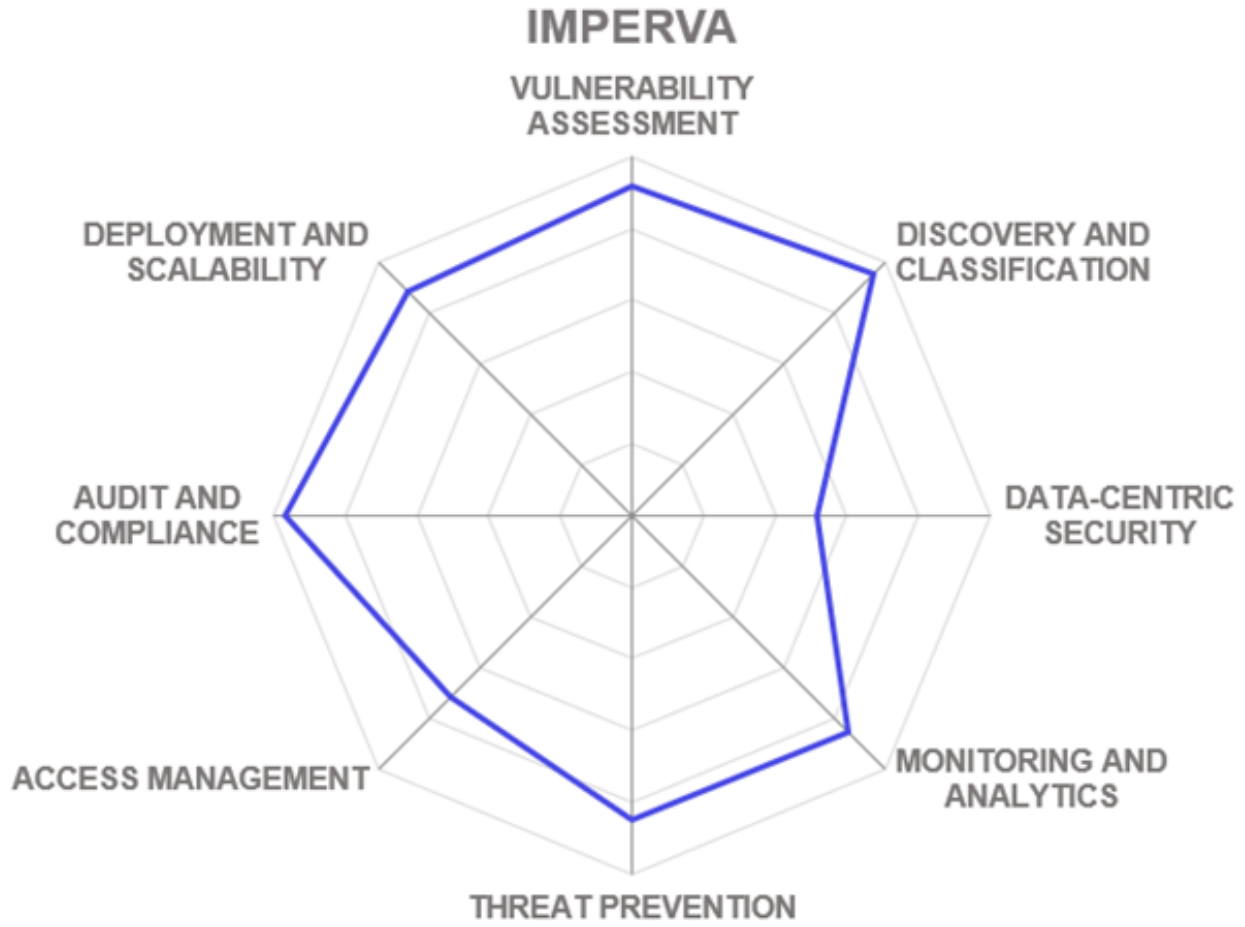 IMPERVA
VULNERABILITY
ASSESSMENT
DISCOVERY AND
CLASSIFICATION
DATA-CENTRIC
SECURITY
MONITORING AND
ANALYTICS
THREAT PREVENTION
ACCESS MANAGEMENT
AUDIT AND
COMPLIANCE
DEPLOYMENT AND
SCALABILITY